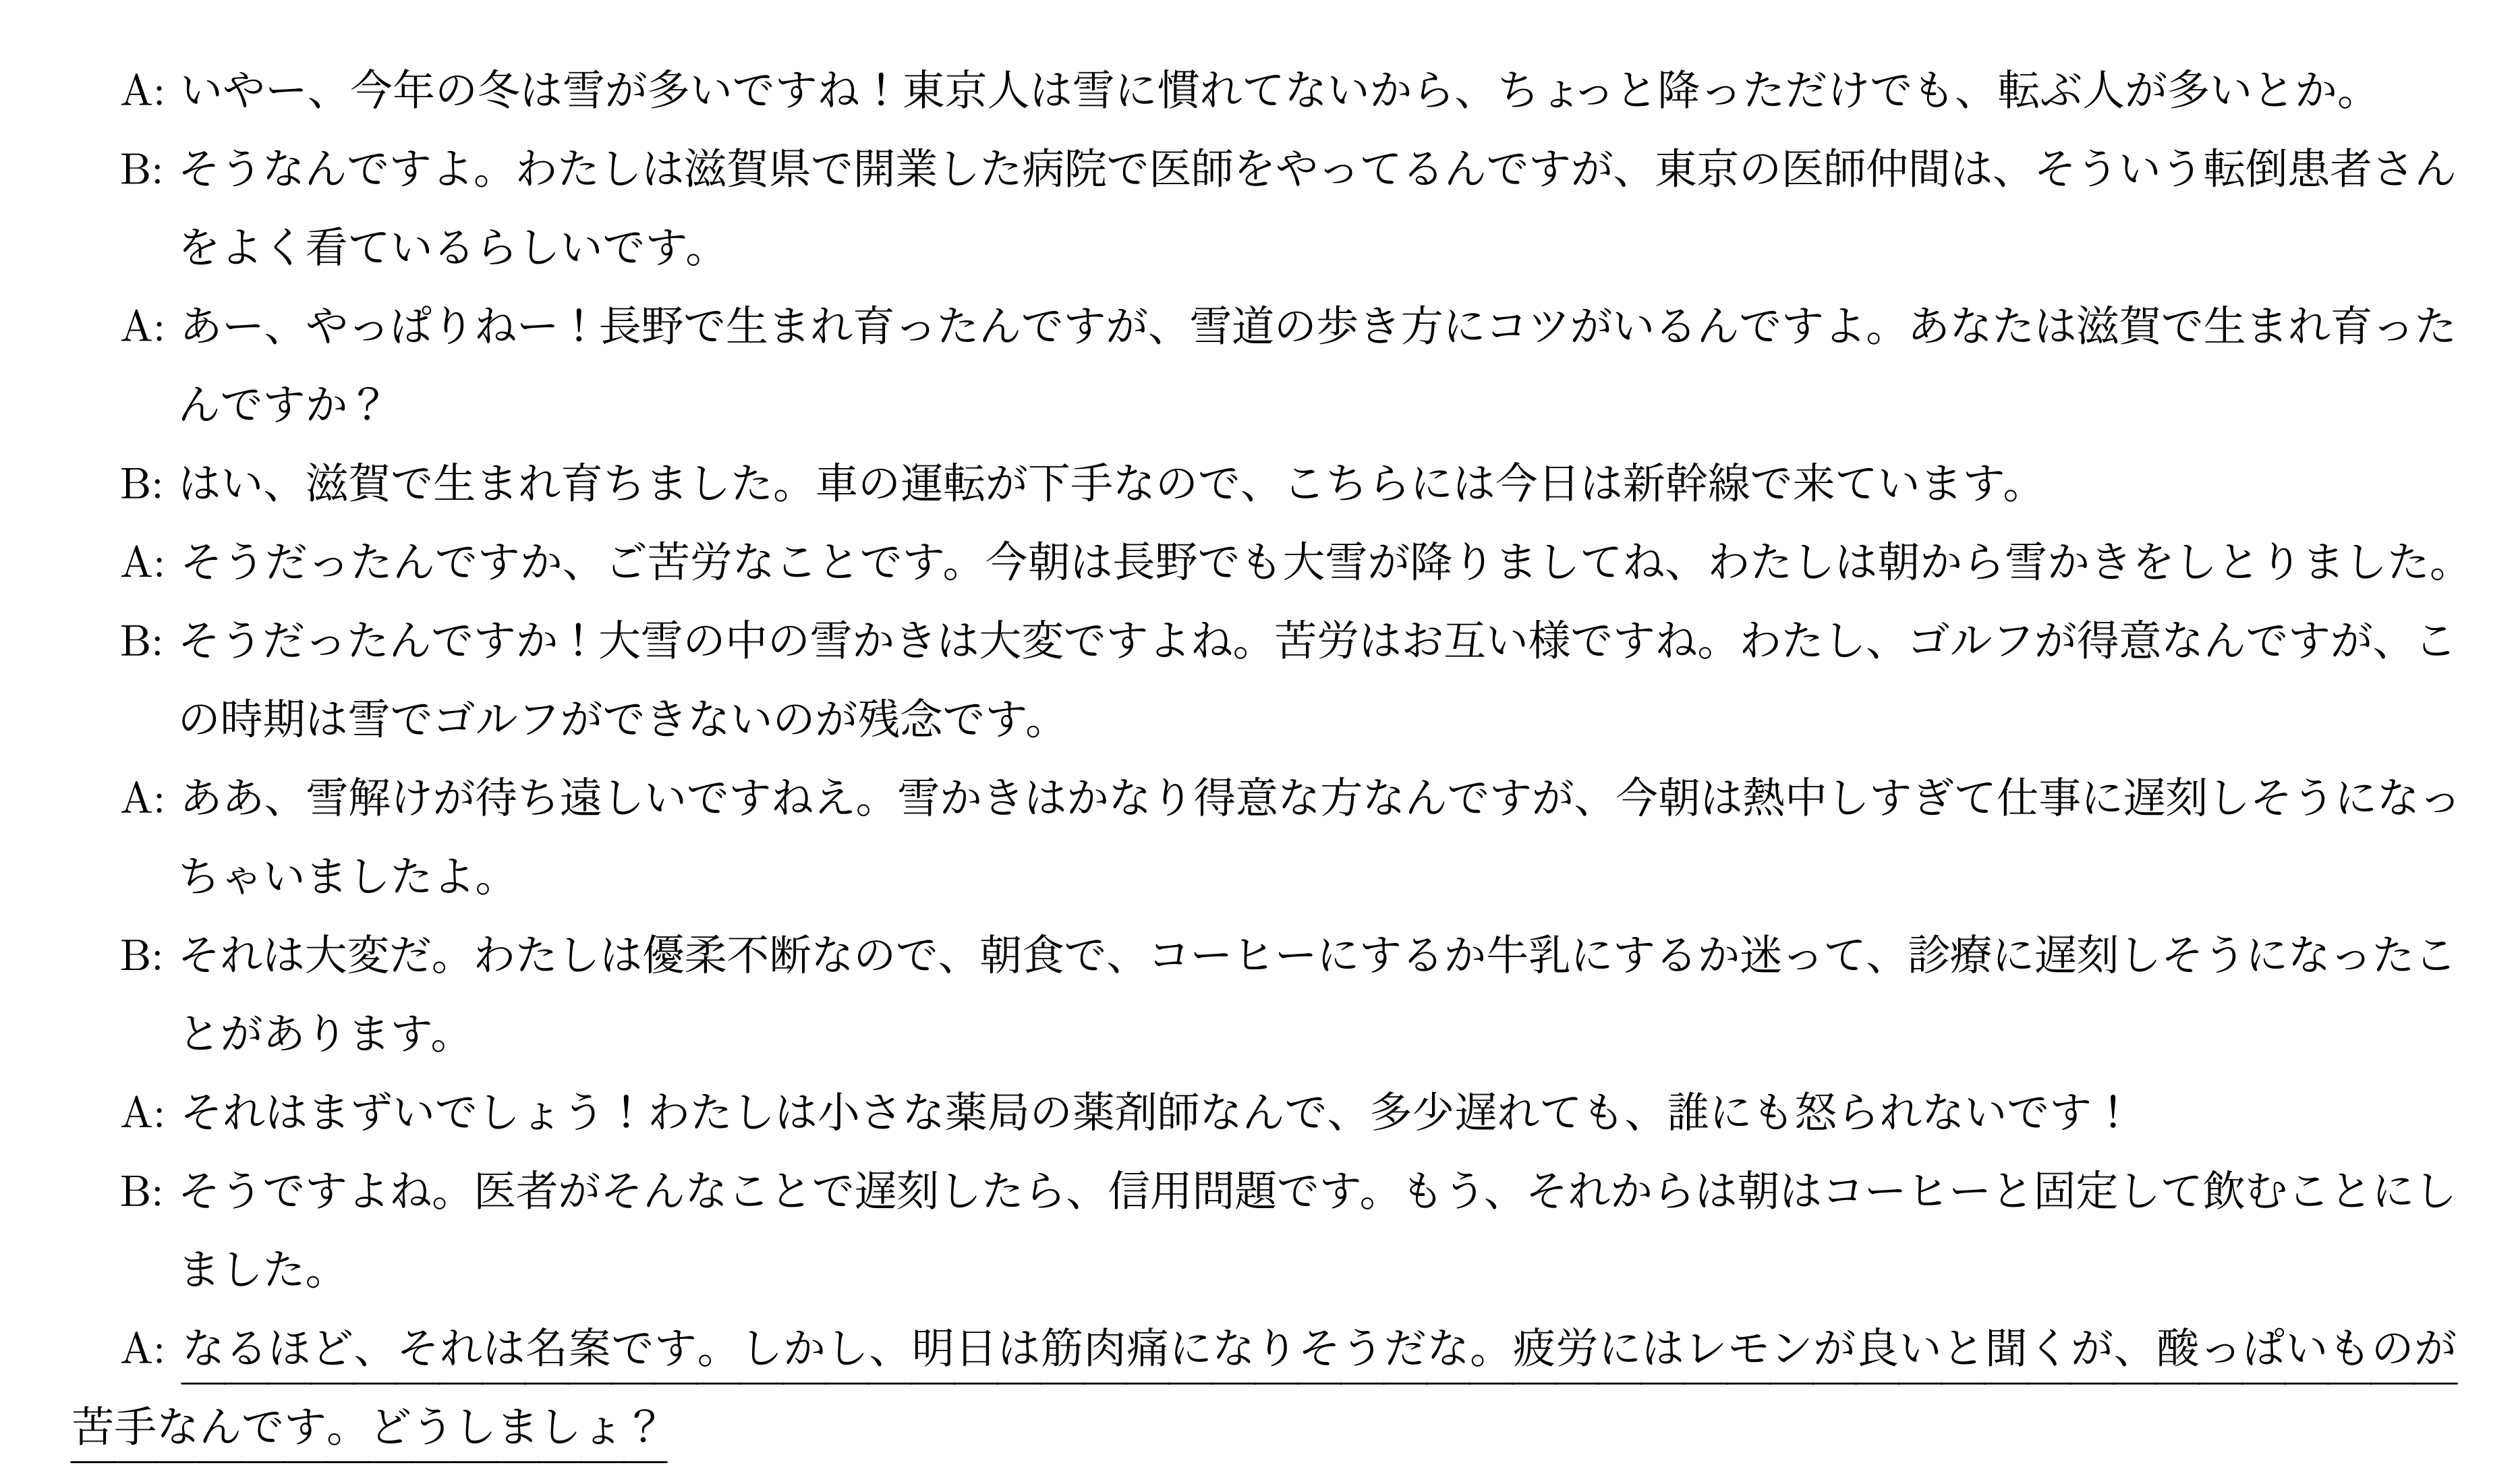 A: いやー、今年の冬は雪が多いですね！東京人は雪に慣れてないから、ちょっと降っただけでも、転ぶ人が多いとか。
B: そうなんですよ。わたしは滋賀県で開業した病院で医師をやってるんですが、東京の医師仲間は、そういう転倒患者さん
をよく看ているらしいです。
A: あー、やっぱりねー！長野で生まれ育ったんですが、雪道の歩き方にコツがいるんですよ。あなたは滋賀で生まれ育った
んですか？
B: はい、滋賀で生まれ育ちました。車の運転が下手なので、こちらには今日は新幹線で来ています。
A: そうだったんですか、ご苦労なことです。今朝は長野でも大雪が降りましてね、わたしは朝から雪かきをしとりました。
B: そうだったんですか！大雪の中の雪かきは大変ですよね。苦労はお互い様ですね。わたし、ゴルフが得意なんですが、こ
の時期は雪でゴルフができないのが残念です。
A: ああ、雪解けが待ち遠しいですねえ。雪かきはかなり得意な方なんですが、今朝は熱中しすぎて仕事に遅刻しそうになっ
ちゃいましたよ。
B: それは大変だ。わたしは優柔不断なので、朝食で、コーヒーにするか牛乳にするか迷って、診療に遅刻しそうになったこ
とがあります。
A: それはまずいでしょう！わたしは小さな薬局の薬剤師なんで、多少遅れても、誰にも怒られないです！
B: そうですよね。医者がそんなことで遅刻したら、信用問題です。もう、それからは朝はコーヒーと固定して飲むことにし
ました。
A: なるほど、それは名案です。しかし、明日は筋肉痛になりそうだな。疲労にはレモンが良いと聞くが、酸っぱいものが
苦手なんです。どうしましょ？